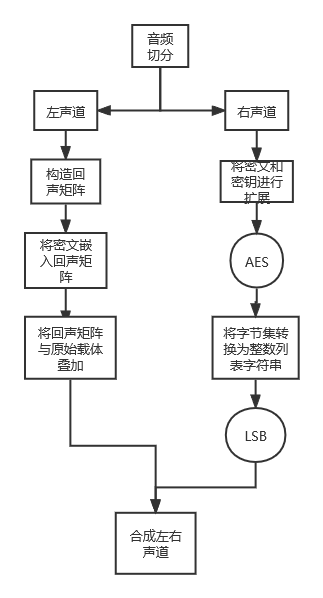 音频
切分
左声道
右声道
构造回
声矩阵
将密文和
密钥进行
扩展
将密文嵌
入回声矩
阵
AES
将回声矩阵
与原始载体
叠加
将字节集转
换为整数列
表字符串
LSB
合成左右
声道